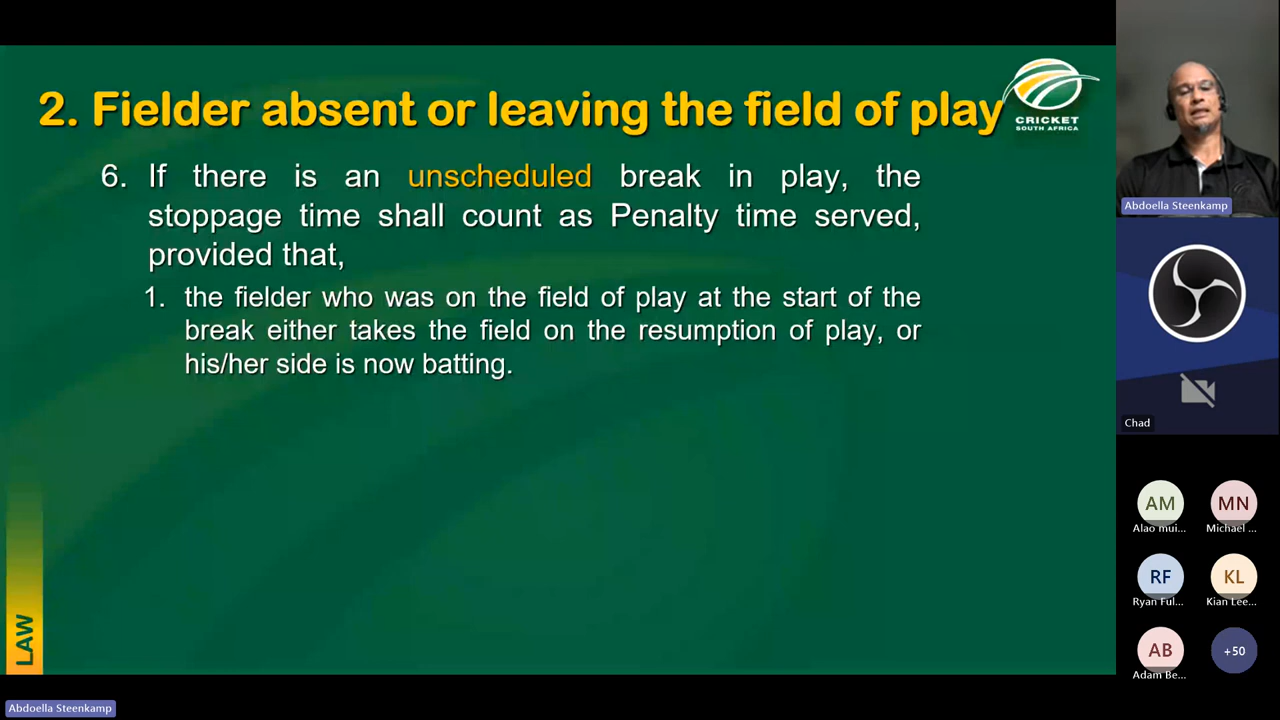 2. Fielder absent or leaving the field of play
CRICKET
SOUTH AFRICA
6. If there is an unscheduled break in play, the
stoppage time shall count as Penalty time served,
provided that,
1. the fielder who was on the field of play at the start of the
break either takes the field on the resumption of play, or
his/her side is now batting.
LAW
Abdoella Steenkamp
Abdoella Steenkamp
Chad
AM
MN
Alao mui...
Michael ...
RF
KL
Ryan Ful...
Kian Lee...
AB
+50
Adam Be...